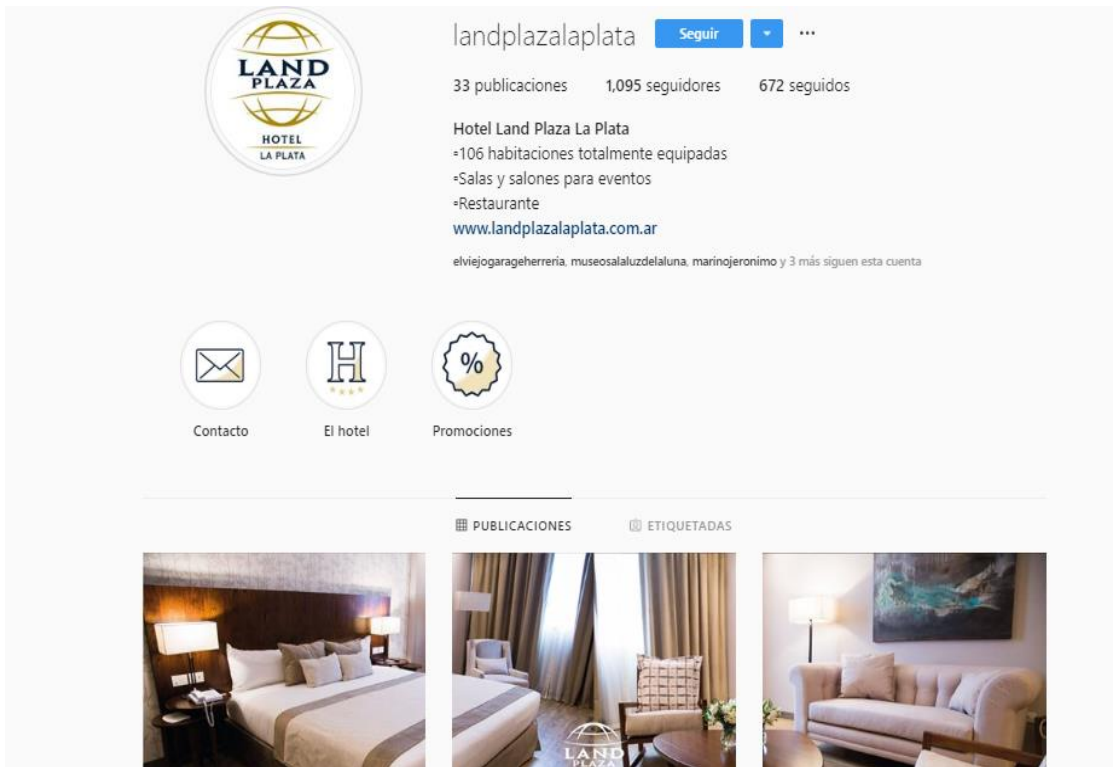 LAND
PLAZA
HOTEL
LA PLATA
landplazalaplata Seguir
33 publicaciones 1,095 seguidores 672 seguidos
Hotel Land Plaza La Plata
▫106 habitaciones totalmente equipadas
▫Salas y salones para eventos
▫Restaurante
www.landplazalaplata.com.ar
elviejogarageherreria, museosalaluzdelaluna, marinojeronimo y 3 más siguen esta cuenta
H
%
Contacto El hotel Promociones
PUBLICACIONES ETIQUETADAS
LAND
PLAZA